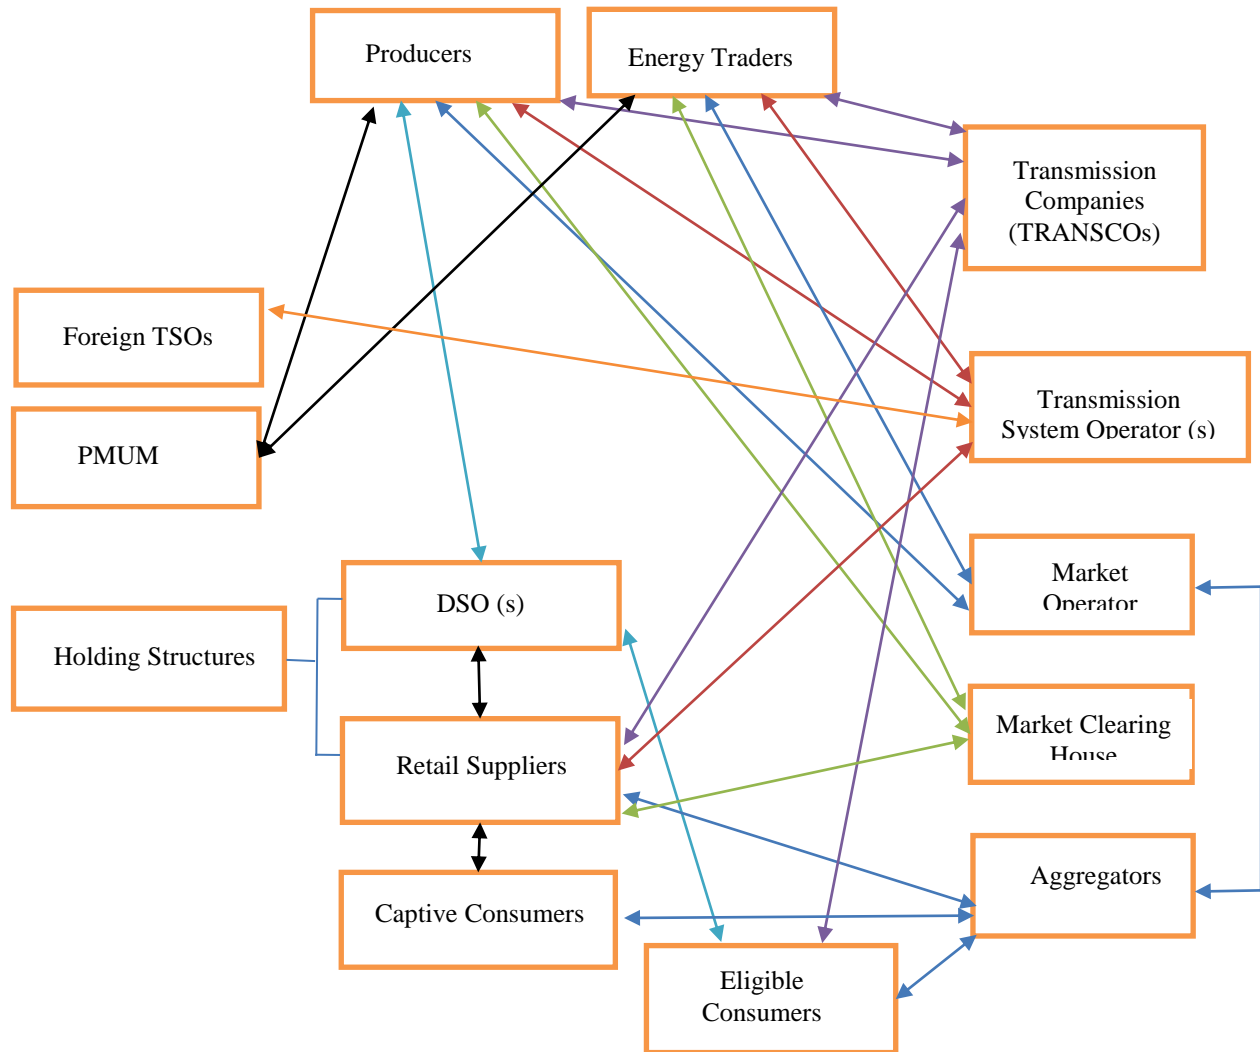 Producers
Energy Traders
Transmission
Companies
(TRANSCOs)
Foreign TSOs
Transmission
System Operator (s)
PMUM
DSO (s)
Market
Operator
Holding Structures
Market Clearing
House
Retail Suppliers
Aggregators
Captive Consumers
Eligible
Consumers